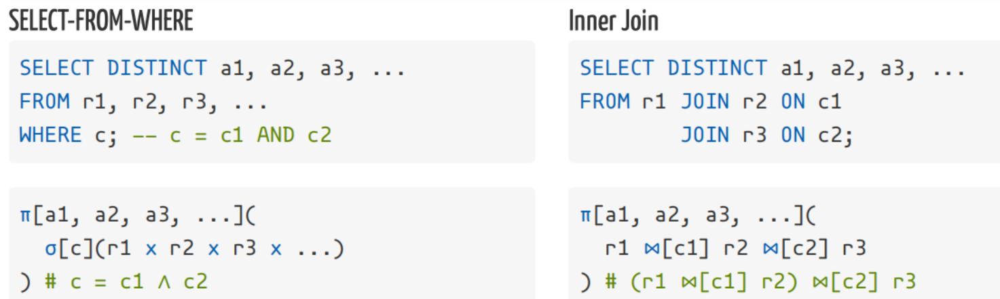 SELECT-FROM-WHERE
SELECT DISTINCT a1, a2, a3, ...
FROM r1, r2, r3, ...
WHERE c; -- c = c1 AND c2
π[a1, a2, a3, ...](
σ[c](r1 x r2 x r3 x ...)
) # c = c1 ∧ c2
Inner Join
SELECT DISTINCT a1, a2, a3, ...
FROM r1 JOIN r2 ON c1
JOIN r3 ON c2;
π[a1, a2, a3, ...](
r1 ⋈[c1] r2 ⋈[c2] r3
) # (r1 ⋈[c1] r2) ⋈[c2] r3